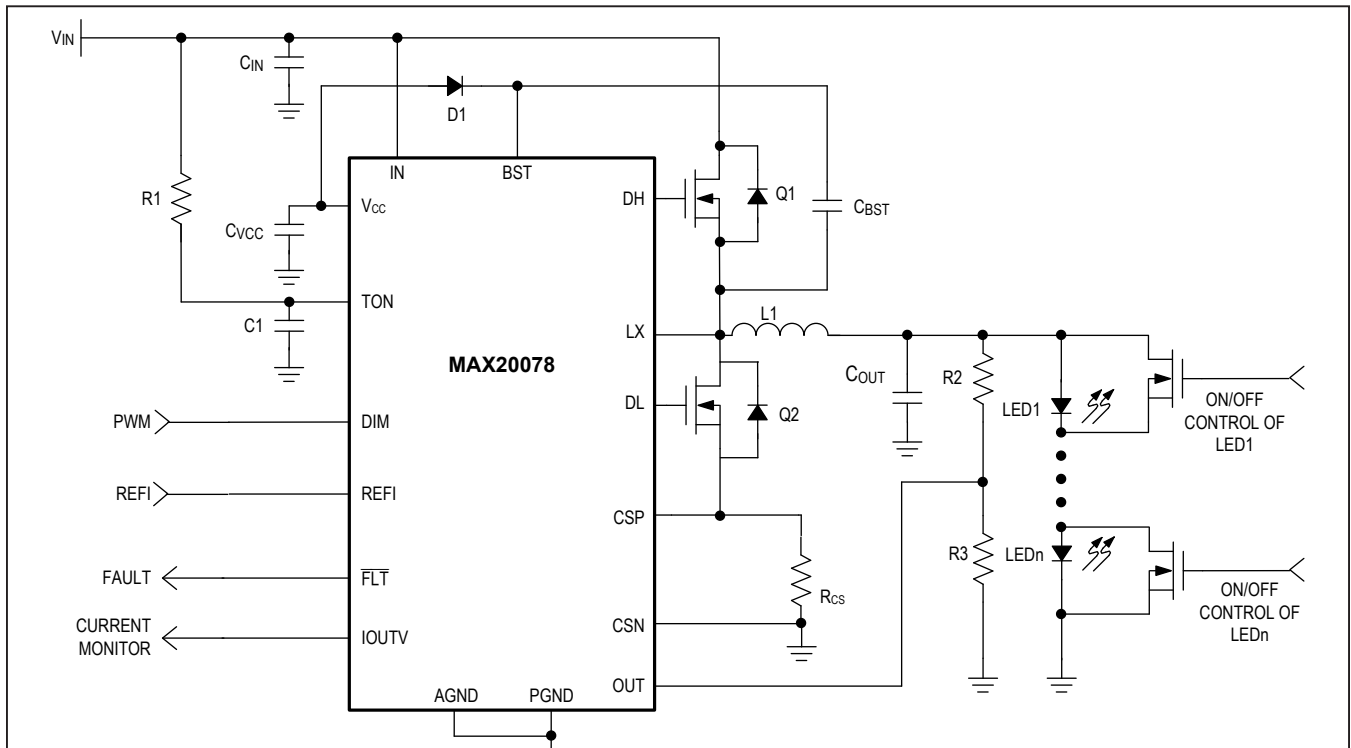 VIN
CIN
D1
IN
BST
R1
VCC
CVCC
DH
Q1
CBST
TON
C1
LX
L1
MAX20078
COUT
R2
LED1
ON/OFF
CONTROL OF
LED1
DL
Q2
PWM
DIM
REFI
REFI
CSP
R3
LEDn
ON/OFF
CONTROL OF
LEDn
FAULT
FLT
RCS
CURRENT
MONITOR
IOUTV
CSN
OUT
AGND
PGND